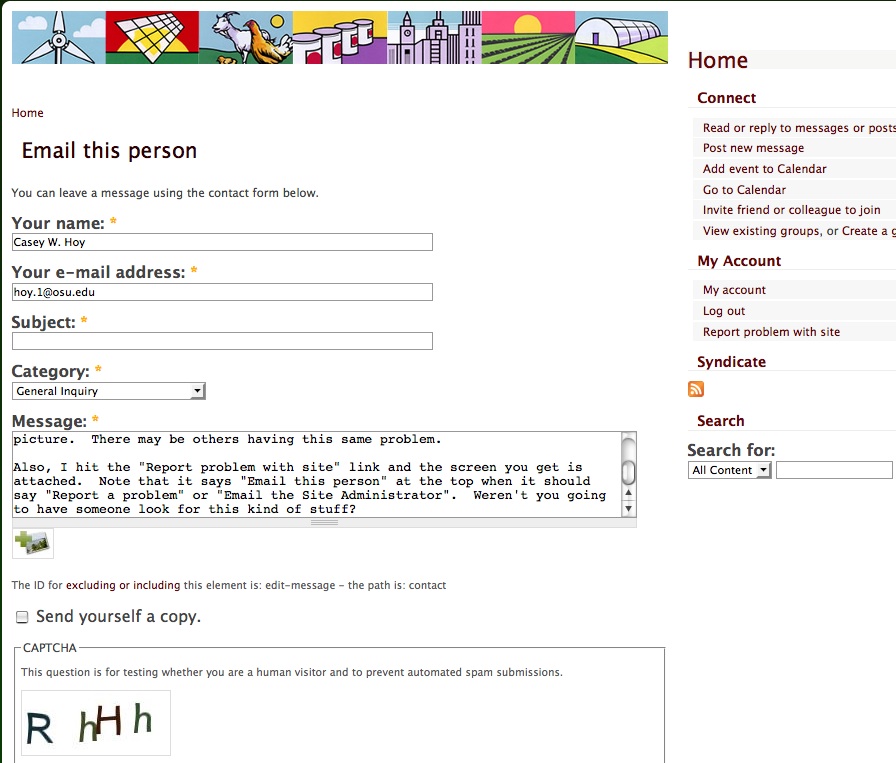 Home
Email this person
You can leave a message using the contact form below.
Your name: *
Casey W. Hoy
Your e-mail address: *
hoy.1@osu.edu
Subject: *
Category: *
General Inquiry
Message: *
picture.  There may be others having this same problem.
Also, I hit the "Report problem with site" link and the screen you get is
attached.  Note that it says "Email this person" at the top when it should
say "Report a problem" or "Email the Site Administrator".  Weren't you going
to have someone look for this kind of stuff?
The ID for excluding or including this element is: edit-message – the path is: contact
Send yourself a copy.
CAPTCHA
This question is for testing whether you are a human visitor and to prevent automated spam submissions.
R hHh
Home
Connect
Read or reply to messages or posts
Post new message
Add event to Calendar
Go to Calendar
Invite friend or colleague to join
View existing groups, or Create a g
My Account
My account
Log out
Report problem with site
Syndicate
Search
Search for:
All Content